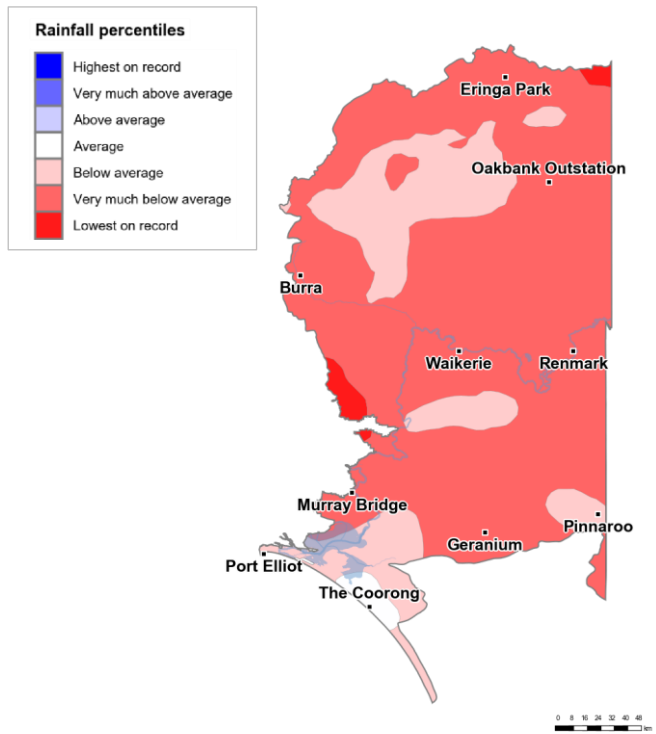 Rainfall percentiles
Highest on record
Very much above average
Above average
Average
Below average
Very much below average
Lowest on record
Eringa Park
Oakbank Outstation
Burra
Waikerie
Renmark
Murray Bridge
Pinnaroo
Geranium
Port Elliot
The Coorong
0 8 16 24 32 40 48
km